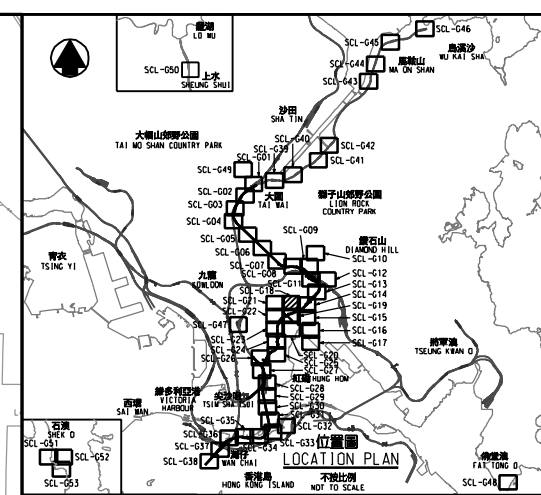 羅湖
LO WU
SCL-G50
上水
SHEUNG SHUI
SCL-G46
SCL-G45
烏溪沙
WU KAI SHA
SCL-G44
馬鞍山
MA ON SHAN
SCL-G43
沙田
SHA TIN
大帽山郊野公園
TAI MO SHAN COUNTRY PARK
SCL-G40
SCL-G39
SCL-G42
SCL-G01
SCL-G41
SCL-G49
SCL-G02
大圍
TAI WAI
獅子山郊野公園
LION ROCK
COUNTRY PARK
SCL-G03
SCL-G04
SCL-G05
SCL-G06
SCL-G07
SCL-G08
SCL-G09
鑽石山
DIAMOND HILL
SCL-G10
SCL-G11
SCL-G12
SCL-G13
SCL-G14
SCL-G18
SCL-G19
SCL-G15
SCL-G16
SCL-G17
青衣
TSING YI
九龍
KOWLOON
SCL-G21
SCL-G22
SCL-G47
SCL-G23
SCL-G24
SCL-G26
SCL-G20
SCL-G27
將軍澳
TSEUNG KWAN O
紅磡 HUNG HOM
SCL-G28
SCL-G29
SCL-G30
SCL-G32
維多利亞港
VICTORIA
HARBOUR
TSIM SHA TSUI
西環
SAI WAN
SCL-G35
SCL-G36
SCL-G37
SCL-G38
SCL-G34
SCL-G33
灣仔
WAN CHAI
香港島
HONG KONG ISLAND
位置圖
LOCATION PLAN
不按比例
NOT TO SCALE
石澳
SHEK O
SCL-G51
SCL-G52
SCL-G53
FAT TONG O
SCL-G48